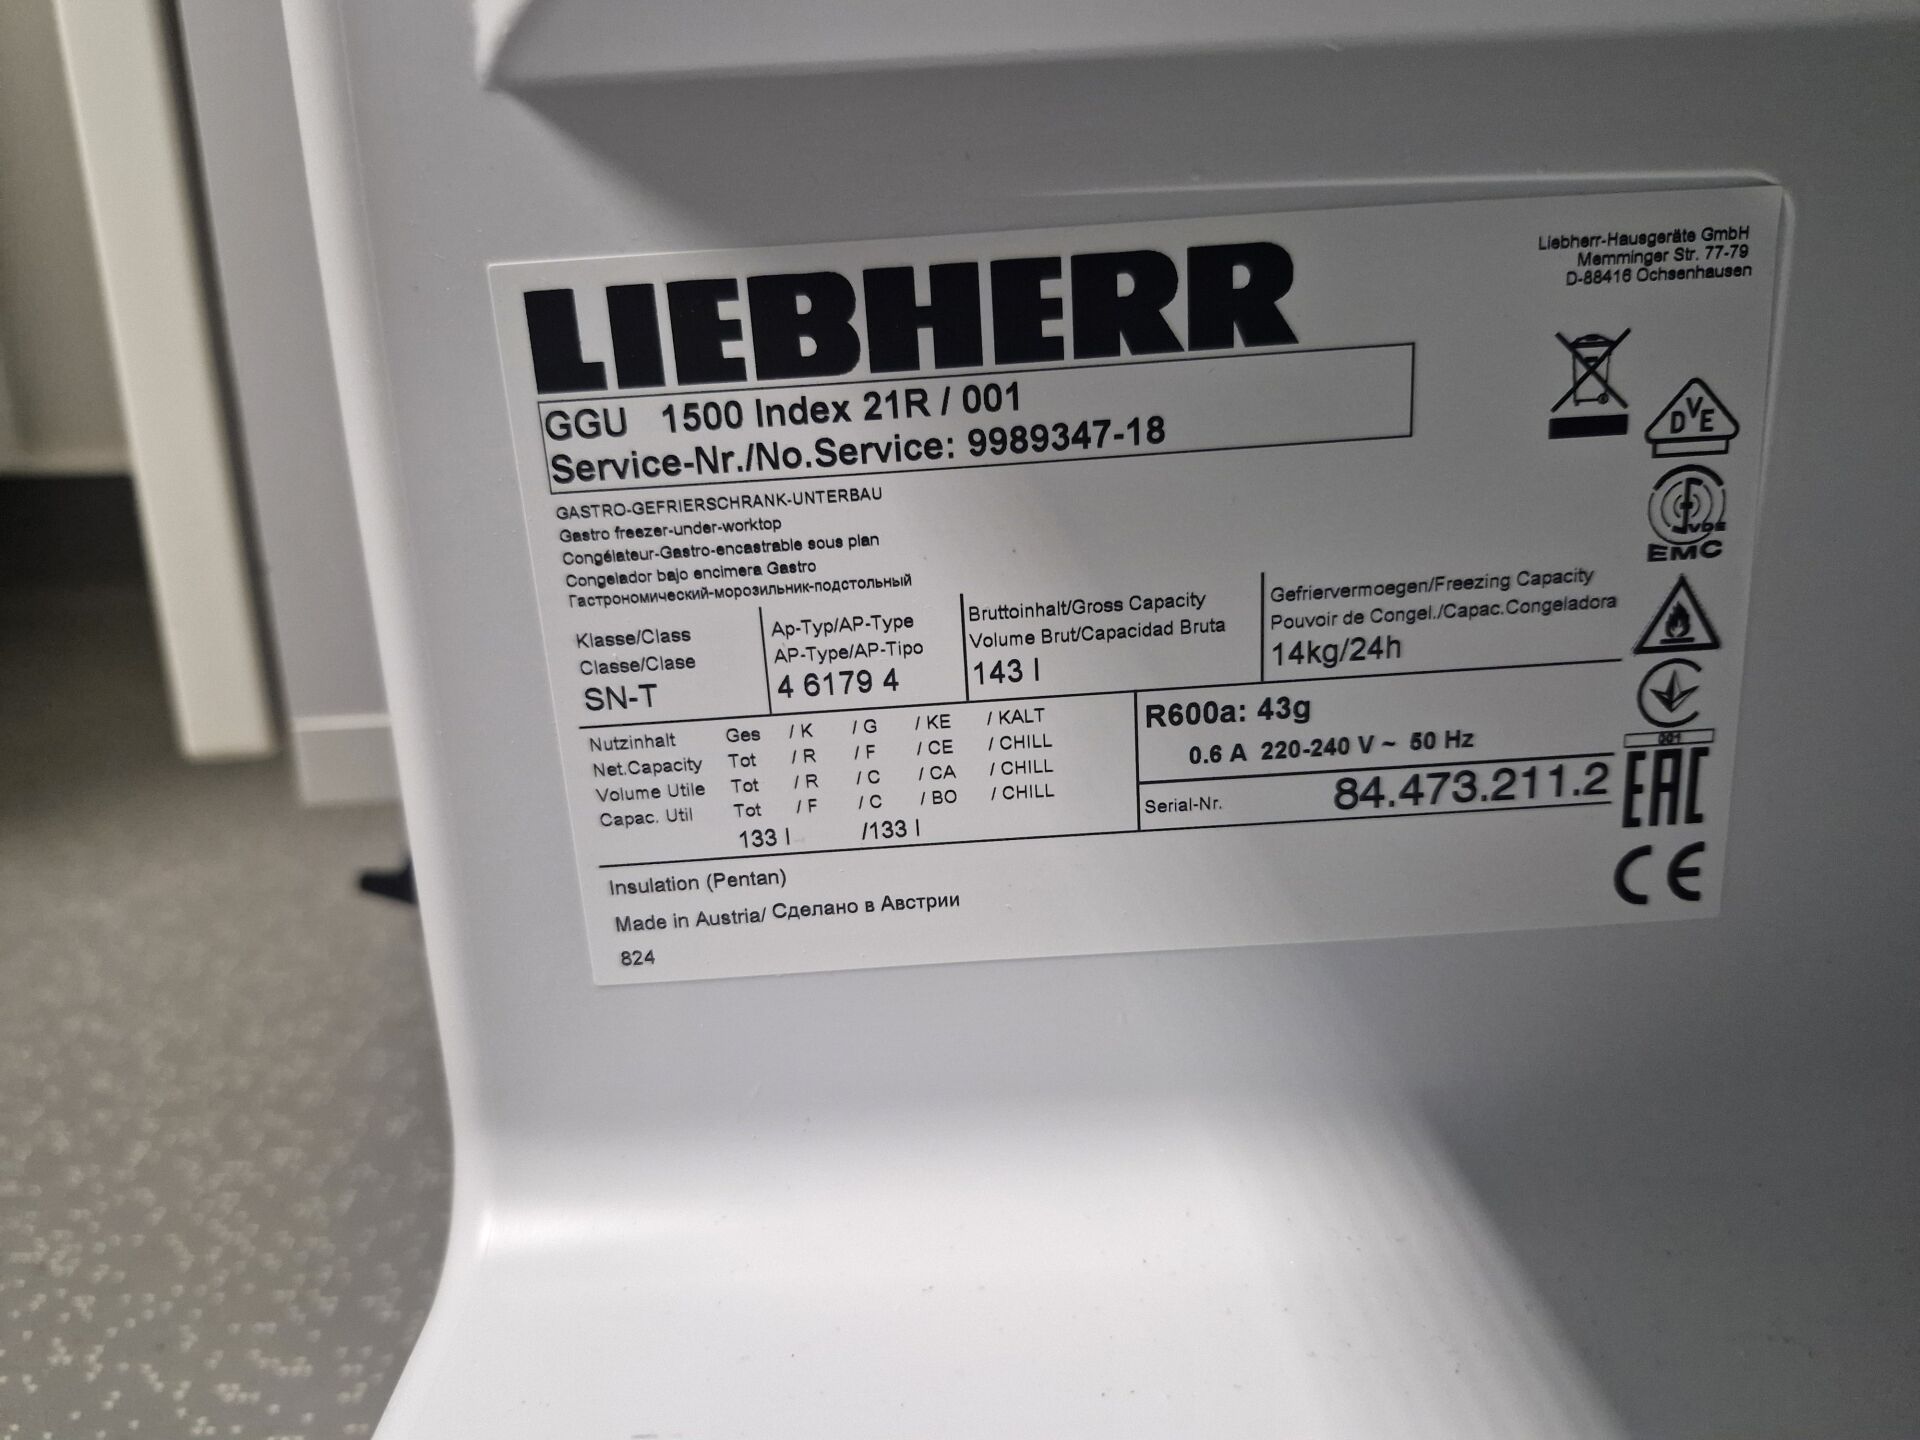 LIEBHERR
Liebherr-Hausgeräte GmbH
Memminger Str. 77-79
D-88416 Ochsenhausen
GGU 1500 Index 21R / 001
Service-Nr./No.Service: 9989347-18
GASTRO-GEFRIERSCHRANK-UNTERBAU
Gastro freezer-under-worktop
Congélateur-Gastro-encastrable sous plan
Congelador bajo encimera Gastro
Гастрономический-морозильник-подстольный
Klasse/Class
Classe/Clase
SN-T
Ap-Typ/AP-Type
AP-Type/AP-Tipo
4 6179 4
Bruttoinhalt/Gross Capacity
Volume Brut/Capacidad Bruta
143 l
Gefriervermoegen/Freezing Capacity
Pouvoir de Congel./Capac.Congeladora
14kg/24h
Nutzinhalt Ges / K / G / KE / KALT
Net.Capacity Tot / R / F / CE / CHILL
Volume Utile Tot / R / C / CA / CHILL
Capac. Util Tot / F / C / BO / CHILL
133 l /133 l
R600a: 43g
0.6 A 220-240 V ~ 50 Hz
Serial-Nr. 84.473.211.2
Insulation (Pentan)
Made in Austria/ Сделано в Австрии
824
DVE
VDE
EMC
001
EAC
CE